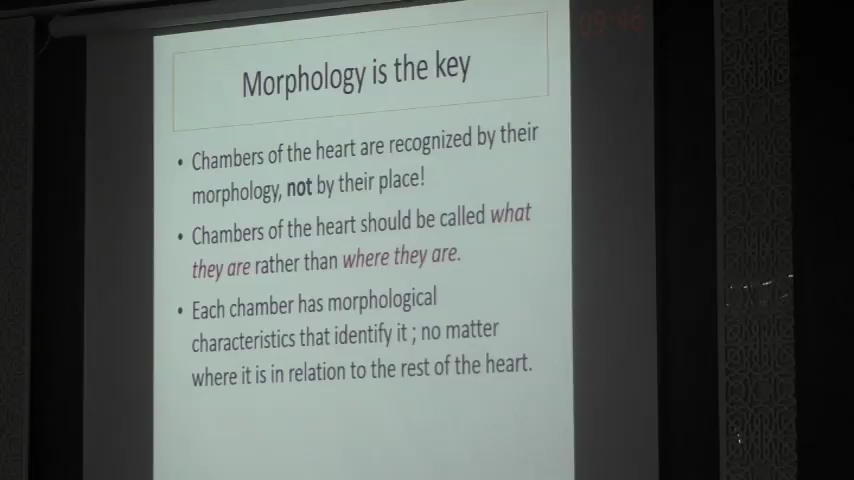 09:46
Morphology is the key
• Chambers of the heart are recognized by their
morphology, not by their place!
• Chambers of the heart should be called what
they are rather than where they are.
• Each chamber has morphological
characteristics that identify it ; no matter
where it is in relation to the rest of the heart.